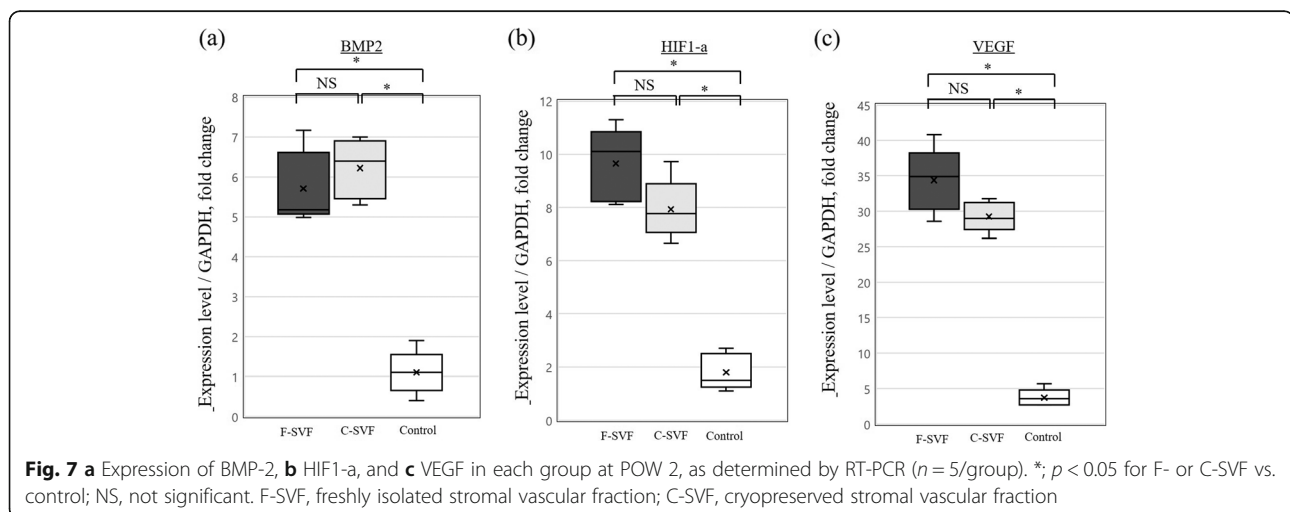 (a)
BMP2
*
NS
*
_Expression level / GAPDH, fold change
8
7
6
5
4
3
2
1
0
F-SVF
C-SVF
Control
(b)
HIF1-a
*
NS
*
_Expression level / GAPDH, fold change
12
10
8
6
4
2
0
F-SVF
C-SVF
Control
(c)
VEGF
*
NS
*
_Expression level / GAPDH, fold change
45
40
35
30
25
20
15
10
5
0
F-SVF
C-SVF
Control
Fig. 7 a Expression of BMP-2, b HIF1-a, and c VEGF in each group at POW 2, as determined by RT-PCR (n = 5/group). *; p < 0.05 for F- or C-SVF vs.
control; NS, not significant. F-SVF, freshly isolated stromal vascular fraction; C-SVF, cryopreserved stromal vascular fraction